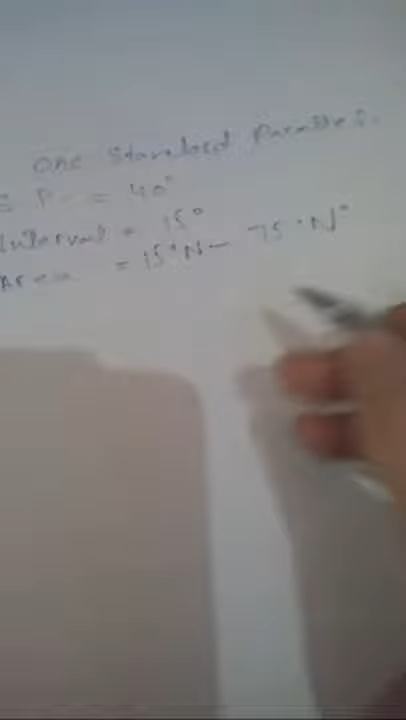 One Standard Parallel.
S P. = 40°
Interval = 15°
Area = 15°N - 75°N